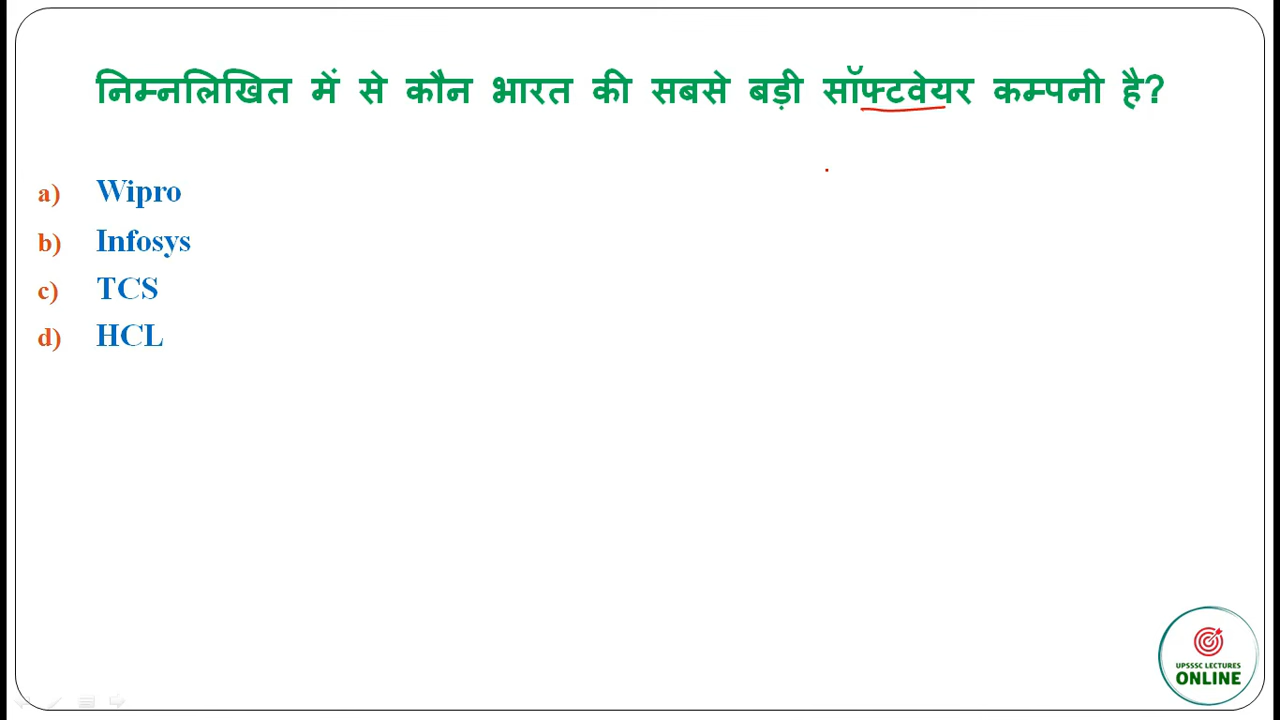 निम्नलिखित में से कौन भारत की सबसे बड़ी सॉफ्टवेयर कम्पनी है?
a) Wipro
b) Infosys
c) TCS
d) HCL
UPSSSC LECTURES
ONLINE